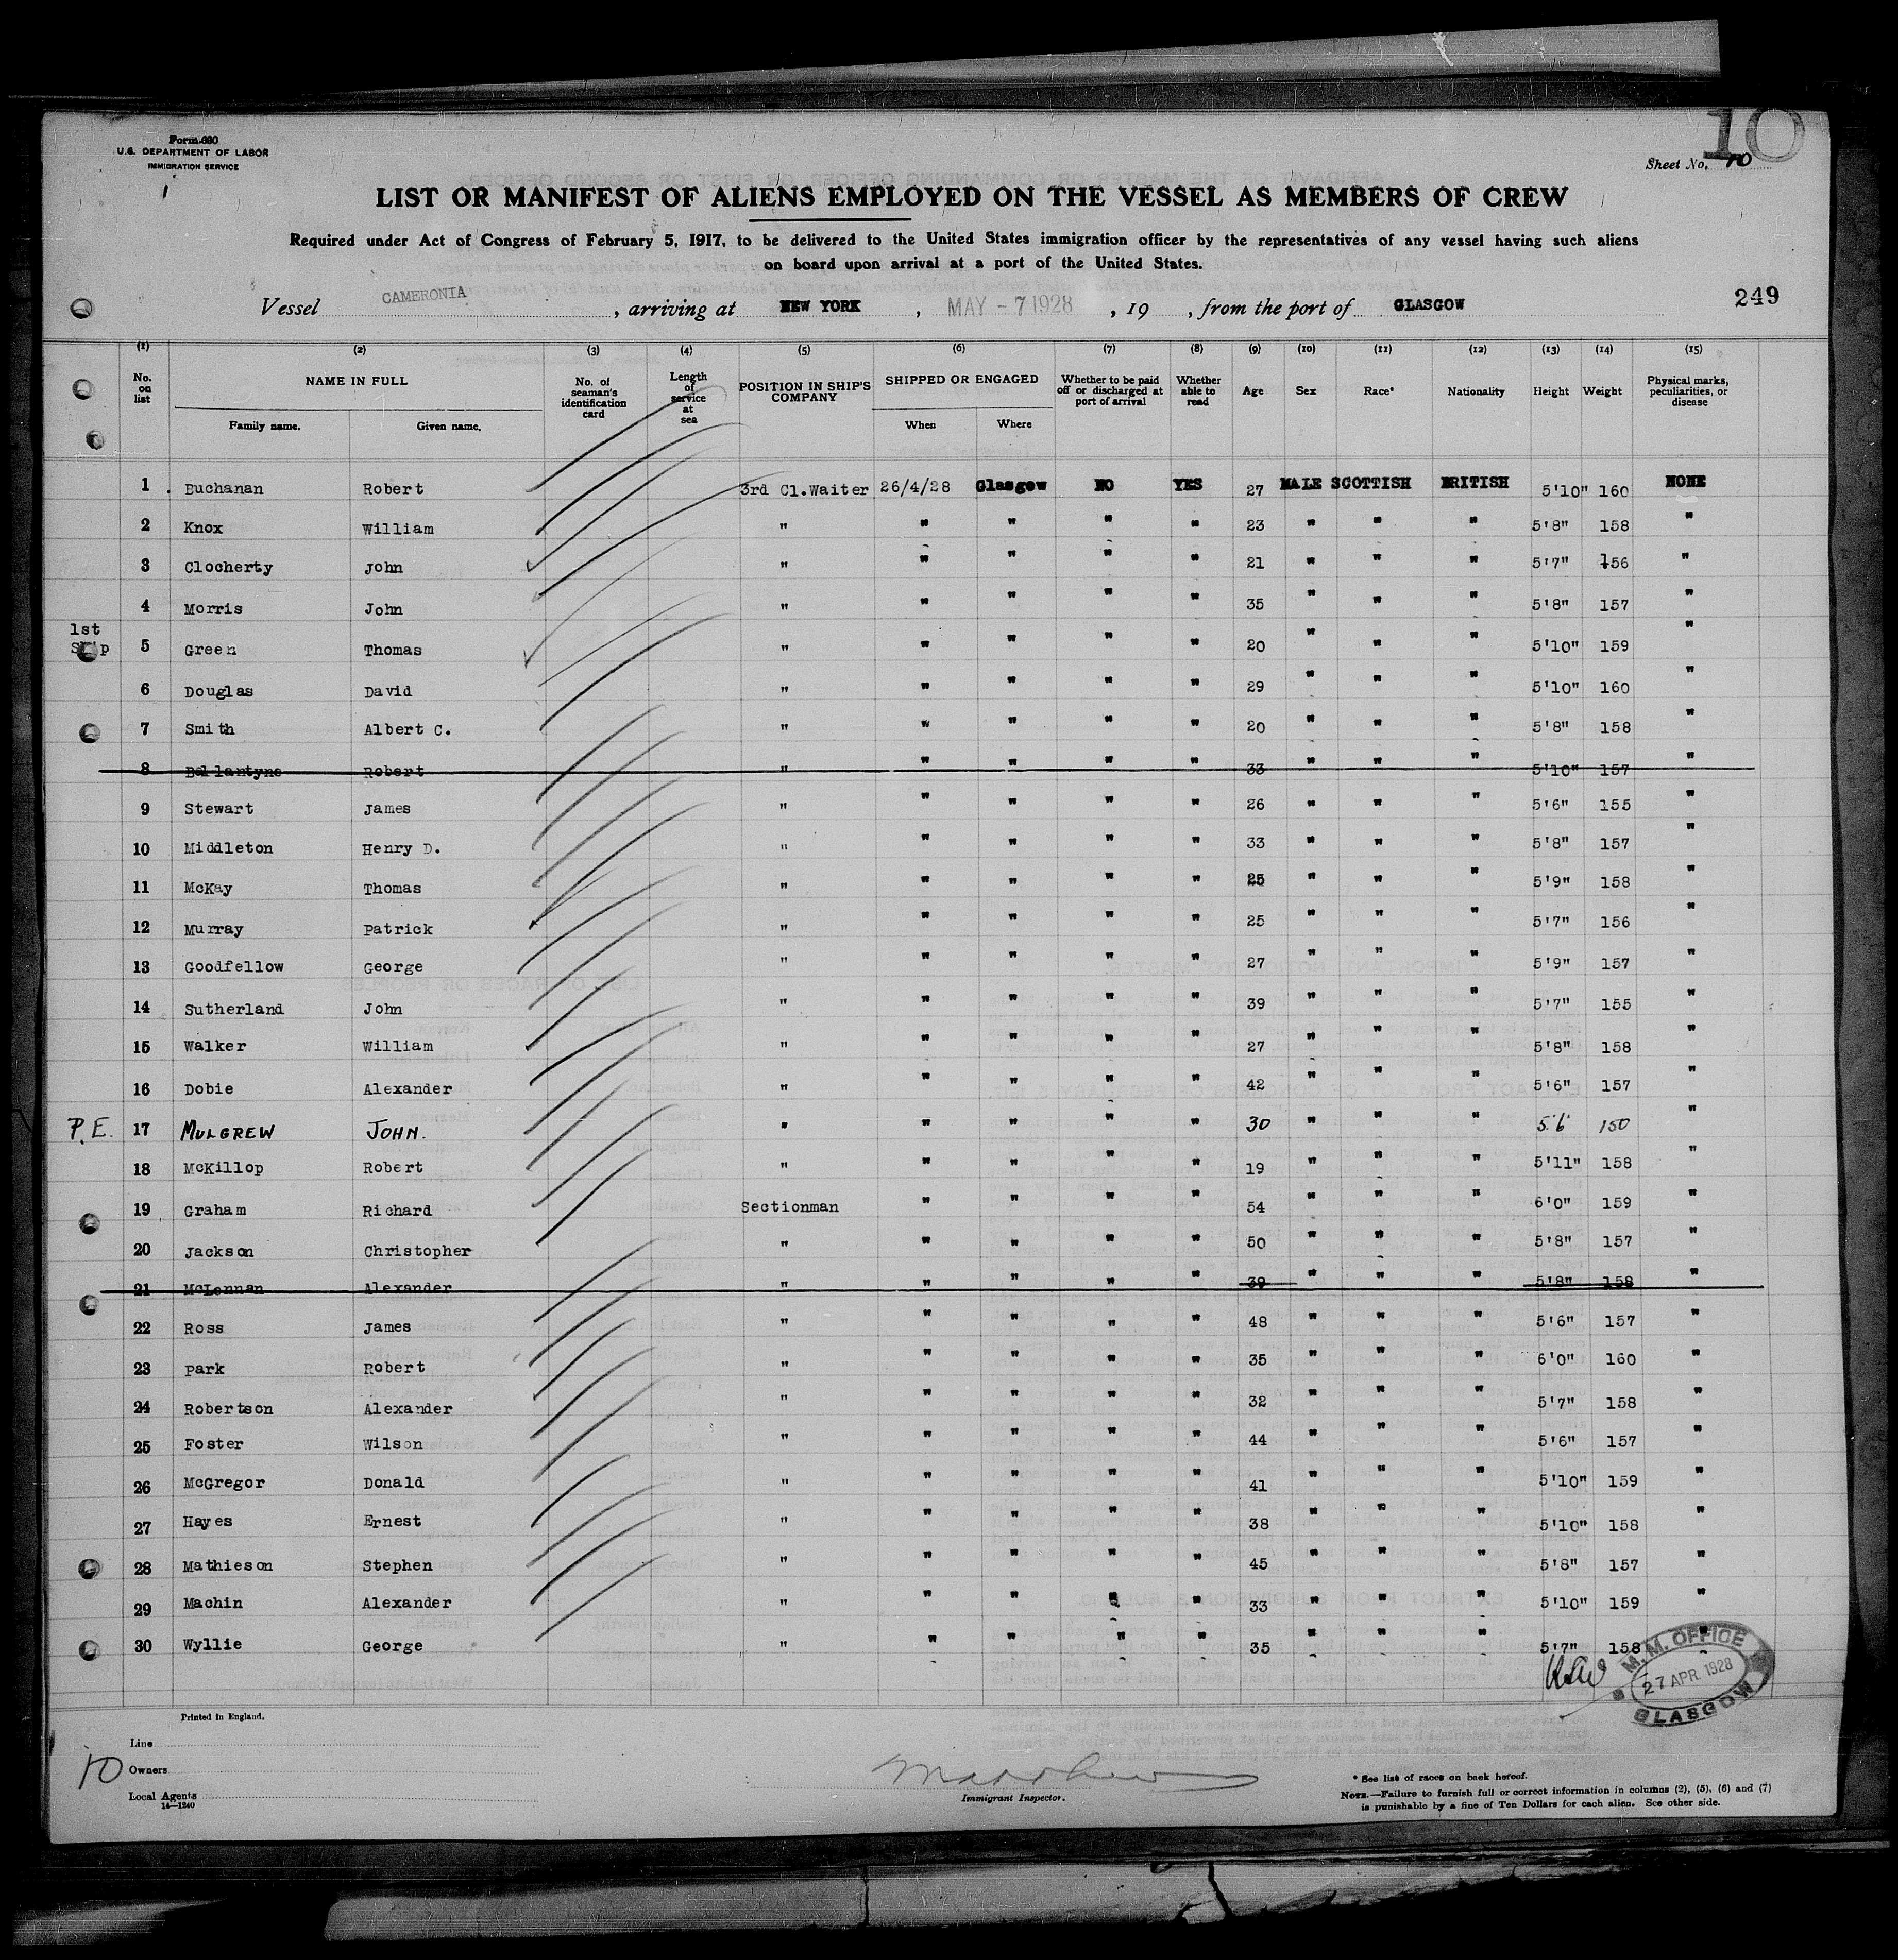 10
Form 680
U.S. DEPARTMENT OF LABOR
IMMIGRATION SERVICE
Sheet No. 10
LIST OR MANIFEST OF ALIENS EMPLOYED ON THE VESSEL AS MEMBERS OF CREW
Required under Act of Congress of February 5, 1917, to be delivered to the United States immigration officer by the representatives of any vessel having such aliens
on board upon arrival at a port of the United States.
Vessel CAMERONIA, arriving at NEW YORK, MAY - 7 1928, 19 , from the port of GLASGOW
249
(1) (2) (3) (4) (5) (6) (7) (8) (9) (10) (11) (12) (13) (14) (15)
No. on list NAME IN FULL Family name. Given name. No. of seaman's identification card Length of service at sea POSITION IN SHIP'S COMPANY SHIPPED OR ENGAGED When Where Whether to be paid off or discharged at port of arrival Whether able to read Age Sex Race* Nationality Height Weight Physical marks, peculiarities, or disease
1 Buchanan Robert 3rd Cl.Waiter 26/4/28 Glasgow NO YES 27 MALE SCOTTISH BRITISH 5'10" 160 NONE
2 Knox William " " " " " 23 " " " 5'8" 158 "
3 Clocherty John " " " " " 21 " " " 5'7" 156 "
4 Morris John " " " " " 35 " " " 5'8" 157 "
1st Ship 5 Green Thomas " " " " " 20 " " " 5'10" 159 "
6 Douglas David " " " " " 29 " " " 5'10" 160 "
7 Smith Albert C. " " " " " 20 " " " 5'8" 158 "
8 Ballantyne Robert " " " " " 33 " " " 5'10" 157 "
9 Stewart James " " " " " 26 " " " 5'6" 155 "
10 Middleton Henry D. " " " " " 33 " " " 5'8" 157 "
11 McKay Thomas " " " " " 25 " " " 5'9" 158 "
12 Murray Patrick " " " " " 25 " " " 5'7" 156 "
13 Goodfellow George " " " " " 27 " " " 5'9" 157 "
14 Sutherland John " " " " " 39 " " " 5'7" 155 "
15 Walker William " " " " " 27 " " " 5'8" 158 "
16 Dobie Alexander " " " " " 42 " " " 5'6" 157 "
P.E. 17 MULGREW JOHN. " " " " " 30 " " " 5'6 150 "
18 McKillop Robert " " " " " 19 " " " 5'11" 158 "
19 Graham Richard Sectionman " " " " 54 " " " 6'0" 159 "
20 Jackson Christopher " " " " " 50 " " " 5'8" 157 "
21 McLennan Alexander " " " " " 39 " " " 5'8" 158 "
22 Ross James " " " " " 48 " " " 5'6" 157 "
23 Park Robert " " " " " 35 " " " 6'0" 160 "
24 Robertson Alexander " " " " " 32 " " " 5'7" 158 "
25 Foster Wilson " " " " " 44 " " " 5'6" 157 "
26 McGregor Donald " " " " " 41 " " " 5'10" 159 "
27 Hayes Ernest " " " " " 38 " " " 5'10" 158 "
28 Mathieson Stephen " " " " " 45 " " " 5'8" 157 "
29 Machin Alexander " " " " " 33 " " " 5'10" 159 "
30 Wyllie George " " " " " 35 " " " 5'7" 158 "
M.M. OFFICE
27 APR. 1928
GLASGOW
Printed in England.
Line
10 Owners
Local Agents
14—1240
Immigrant Inspector.
* See list of races on back hereof.
NOTE.—Failure to furnish full or correct information in columns (2), (5), (6) and (7)
is punishable by a fine of Ten Dollars for each alien. See other side.